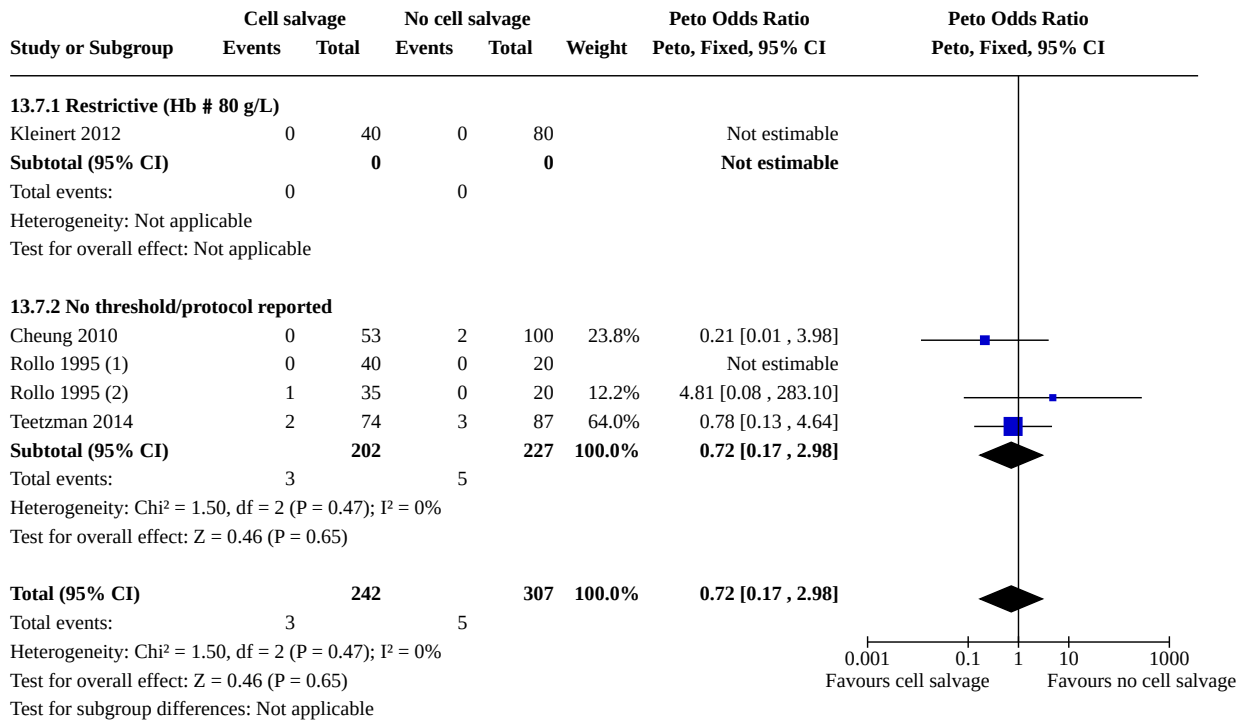 Cell salvage No cell salvage Peto Odds Ratio Peto Odds Ratio
Study or Subgroup Events Total Events Total Weight Peto, Fixed, 95% CI Peto, Fixed, 95% CI
13.7.1 Restrictive (Hb # 80 g/L)
Kleinert 2012 0 40 0 80 Not estimable
Subtotal (95% CI) 0 0 Not estimable
Total events: 0 0
Heterogeneity: Not applicable
Test for overall effect: Not applicable
13.7.2 No threshold/protocol reported
Cheung 2010 0 53 2 100 23.8% 0.21 [0.01 , 3.98]
Rollo 1995 (1) 0 40 0 20 Not estimable
Rollo 1995 (2) 1 35 0 20 12.2% 4.81 [0.08 , 283.10]
Teetzman 2014 2 74 3 87 64.0% 0.78 [0.13 , 4.64]
Subtotal (95% CI) 202 227 100.0% 0.72 [0.17 , 2.98]
Total events: 3 5
Heterogeneity: Chi² = 1.50, df = 2 (P = 0.47); I² = 0%
Test for overall effect: Z = 0.46 (P = 0.65)
Total (95% CI) 242 307 100.0% 0.72 [0.17 , 2.98]
Total events: 3 5
Heterogeneity: Chi² = 1.50, df = 2 (P = 0.47); I² = 0%
0.001 0.1 1 10 1000
Test for overall effect: Z = 0.46 (P = 0.65)
Favours cell salvage Favours no cell salvage
Test for subgroup differences: Not applicable